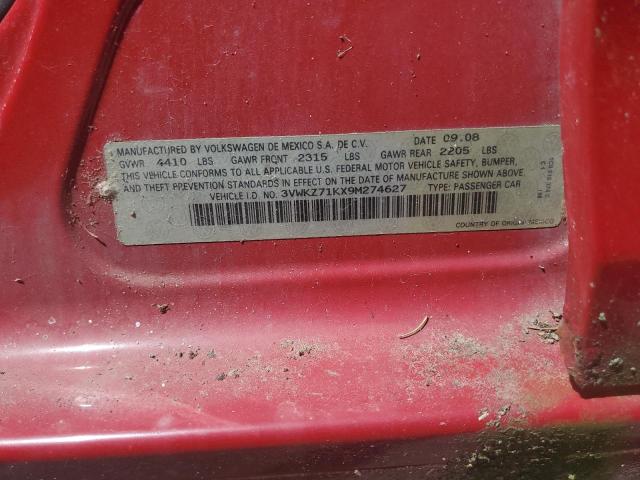 MANUFACTURED BY VOLKSWAGEN DE MEXICO S.A. DE C.V. DATE 09.08
GVWR 4410 LBS GAWR FRONT 2315 LBS GAWR REAR 2205 LBS
THIS VEHICLE CONFORMS TO ALL APPLICABLE U.S. FEDERAL MOTOR VEHICLE SAFETY, BUMPER,
AND THEFT PREVENTION STANDARDS IN EFFECT ON THE DATE OF MANUFACTURE SHOWN ABOVE.
VEHICLE I.D. NO. 3VWKZ71KX9M274627 TYPE: PASSENGER CAR
COUNTRY OF ORIGIN MEXICO